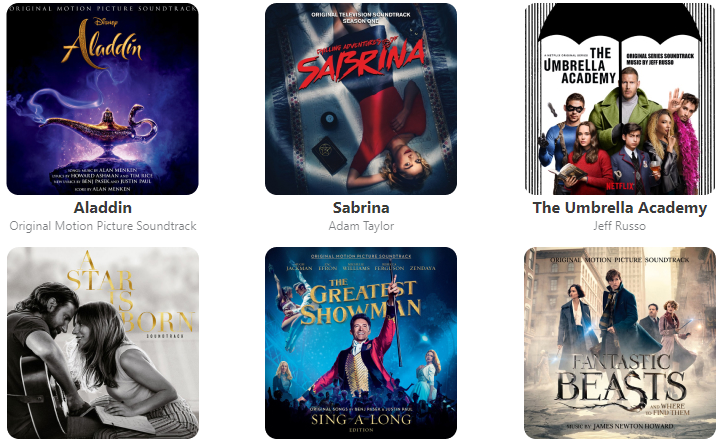 ORIGINAL MOTION PICTURE SOUNDTRACK
Disney
Aladdin
SONGS MUSIC BY ALAN MENKEN
LYRICS BY HOWARD ASHMAN AND TIM RICE
NEW LYRICS BY BENJ PASEK AND JUSTIN PAUL
SCORE BY ALAN MENKEN
Aladdin
Original Motion Picture Soundtrack
ORIGINAL TELEVISION SOUNDTRACK
SEASON ONE
CHILLING ADVENTURES OF
SABRINA
Sabrina
Adam Taylor
A NETFLIX ORIGINAL SERIES
THE
UMBRELLA
ACADEMY
ORIGINAL SERIES SOUNDTRACK
MUSIC BY JEFF RUSSO
NETFLIX
The Umbrella Academy
Jeff Russo
A
STAR
IS
BORN
SOUNDTRACK
ORIGINAL MOTION PICTURE SOUNDTRACK
JACKMAN EFRON WILLIAMS FERGUSON ZENDAYA
THE
GREATEST
SHOWMAN
ORIGINAL SONGS BY BENJ PASEK & JUSTIN PAUL
SING-A-LONG
EDITION
ORIGINAL MOTION PICTURE SOUNDTRACK
FANTASTIC
BEASTS
AND WHERE
TO FIND THEM
MUSIC BY JAMES NEWTON HOWARD